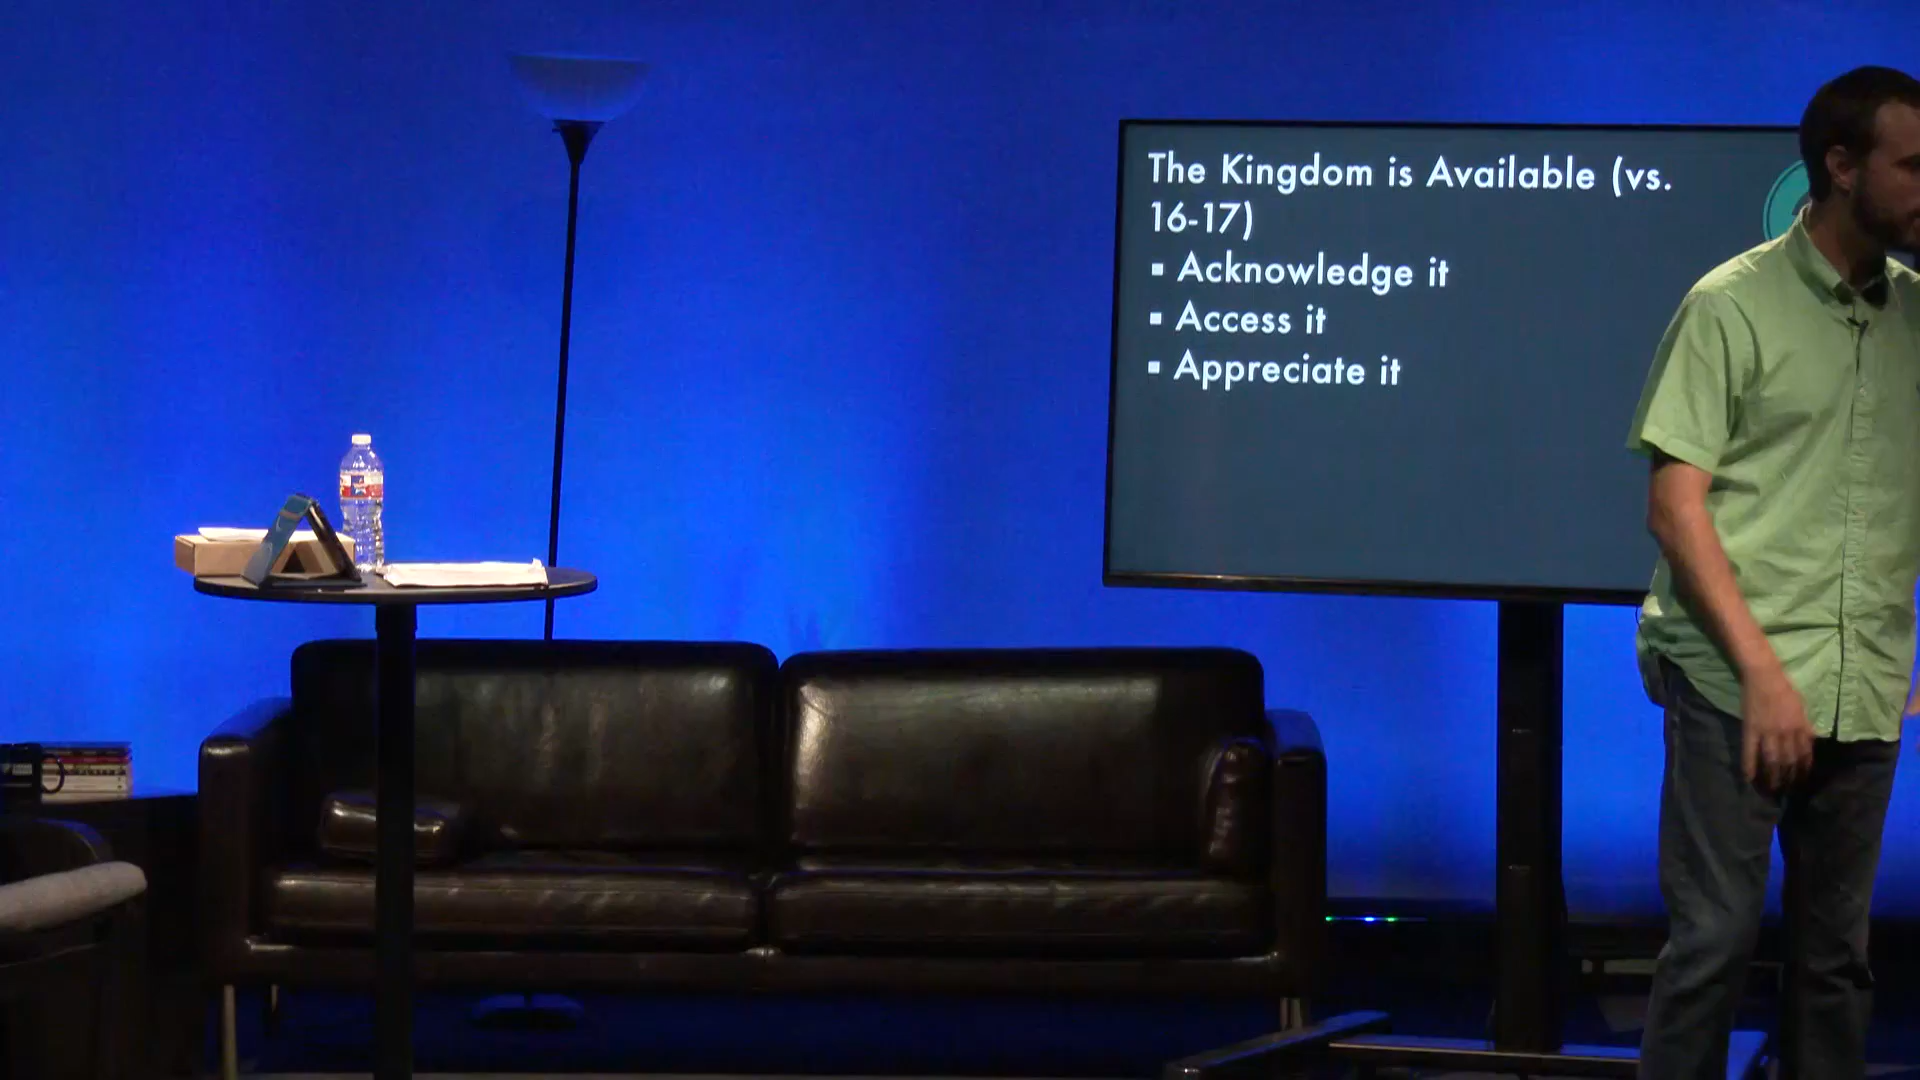 The Kingdom is Available (vs.
16-17)
▪ Acknowledge it
▪ Access it
▪ Appreciate it